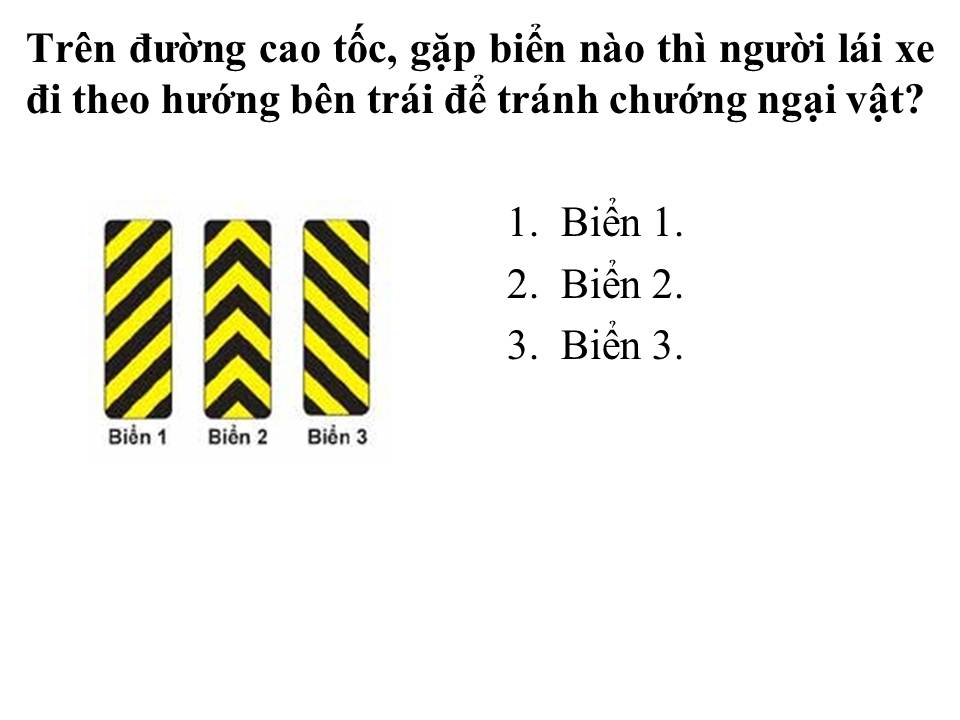 Trên đường cao tốc, gặp biển nào thì người lái xe
đi theo hướng bên trái để tránh chướng ngại vật?
1. Biển 1.
2. Biển 2.
3. Biển 3.
Biển 1 Biển 2 Biển 3